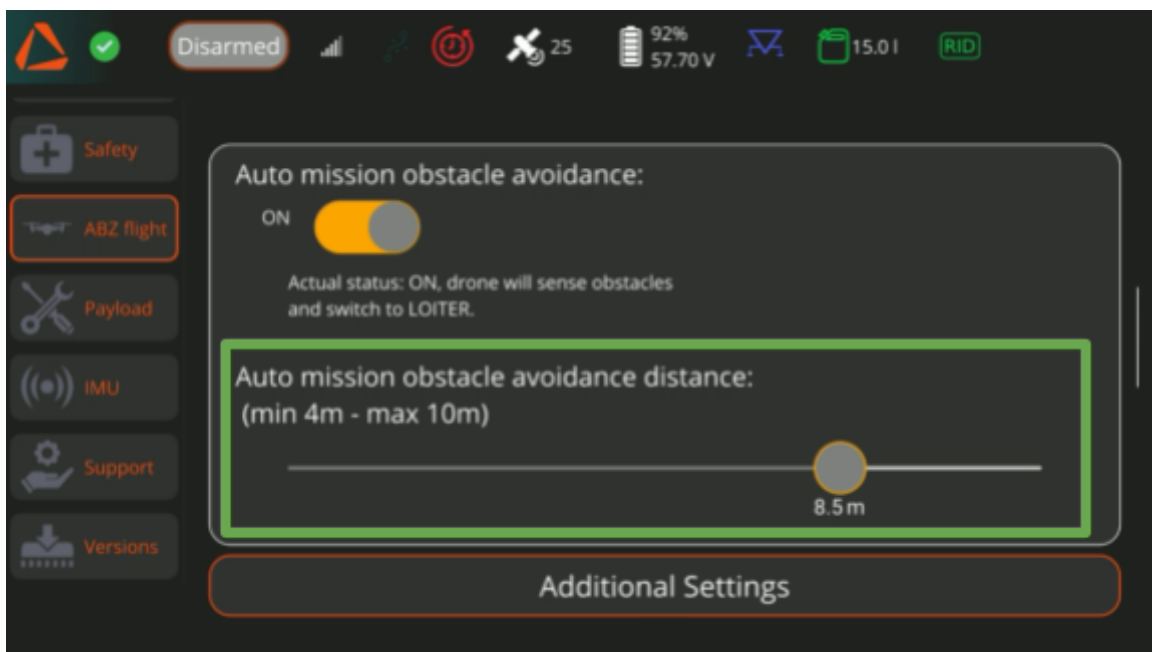 Disarmed
25
92%
57.70 V
15.0 l
RID
Safety
ABZ flight
Payload
IMU
Support
Versions
Auto mission obstacle avoidance:
ON
Actual status: ON, drone will sense obstacles
and switch to LOITER.
Auto mission obstacle avoidance distance:
(min 4m - max 10m)
8.5 m
Additional Settings